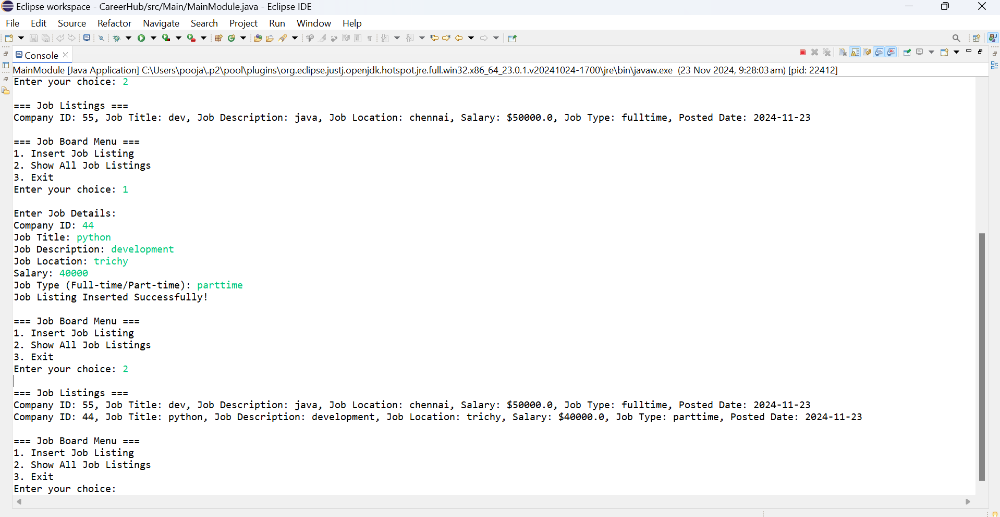 Eclipse workspace - CareerHub/src/Main/MainModule.java - Eclipse IDE
File Edit Source Refactor Navigate Search Project Run Window Help
Console
MainModule [Java Application] C:\Users\pooja\.p2\pool\plugins\org.eclipse.justj.openjdk.hotspot.jre.full.win32.x86_64_23.0.1.v20241024-1700\jre\bin\javaw.exe (23 Nov 2024, 9:28:03 am) [pid: 22412]
Enter your choice: 2
=== Job Listings ===
Company ID: 55, Job Title: dev, Job Description: java, Job Location: chennai, Salary: $50000.0, Job Type: fulltime, Posted Date: 2024-11-23
=== Job Board Menu ===
1. Insert Job Listing
2. Show All Job Listings
3. Exit
Enter your choice: 1
Enter Job Details:
Company ID: 44
Job Title: python
Job Description: development
Job Location: trichy
Salary: 40000
Job Type (Full-time/Part-time): parttime
Job Listing Inserted Successfully!
=== Job Board Menu ===
1. Insert Job Listing
2. Show All Job Listings
3. Exit
Enter your choice: 2
=== Job Listings ===
Company ID: 55, Job Title: dev, Job Description: java, Job Location: chennai, Salary: $50000.0, Job Type: fulltime, Posted Date: 2024-11-23
Company ID: 44, Job Title: python, Job Description: development, Job Location: trichy, Salary: $40000.0, Job Type: parttime, Posted Date: 2024-11-23
=== Job Board Menu ===
1. Insert Job Listing
2. Show All Job Listings
3. Exit
Enter your choice: